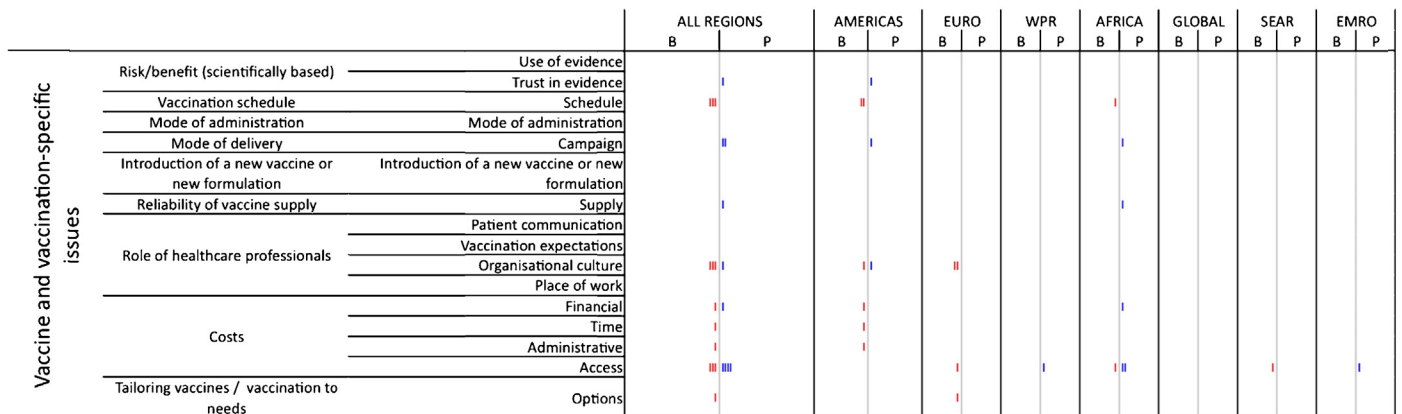 ALL REGIONS AMERICAS EURO WPR AFRICA GLOBAL SEAR EMRO
B P B P B P B P B P B P B P B P
Vaccine and vaccination-specific
issues
Risk/benefit (scientifically based)
Use of evidence
Trust in evidence
Vaccination schedule Schedule
Mode of administration Mode of administration
Mode of delivery Campaign
Introduction of a new vaccine or
new formulation
Introduction of a new vaccine or new
formulation
Reliability of vaccine supply Supply
Role of healthcare professionals
Patient communication
Vaccination expectations
Organisational culture
Place of work
Costs
Financial
Time
Administrative
Access
Tailoring vaccines / vaccination to
needs
Options